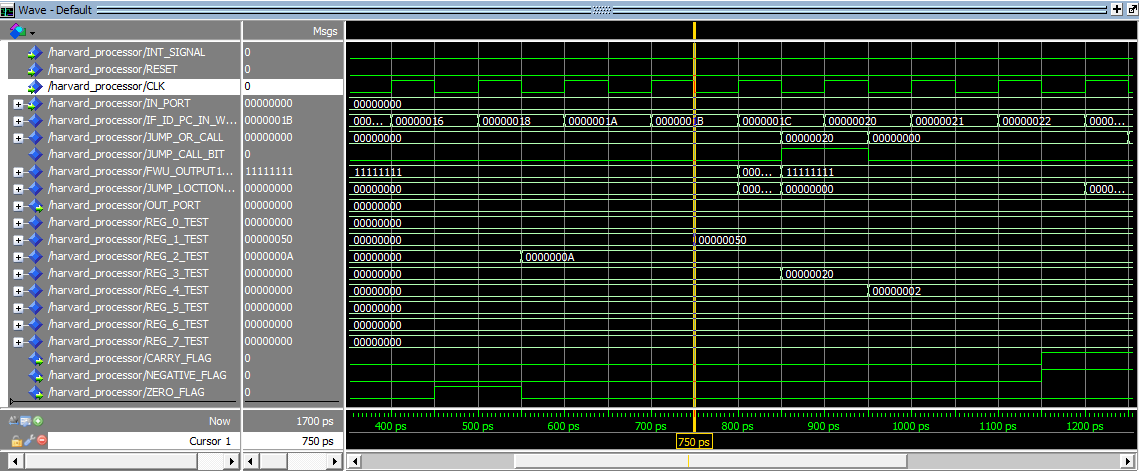 Wave - Default
Msgs
/harvard_processor/INT_SIGNAL 0
/harvard_processor/RESET 0
/harvard_processor/CLK 0
/harvard_processor/IN_PORT 00000000 00000000
/harvard_processor/IF_ID_PC_IN_W... 0000001B 000... 00000016 00000018 0000001A 0000001B 0000001C 00000020 00000021 00000022 0000...
/harvard_processor/JUMP_OR_CALL 00000000 00000000 00000020 00000000
/harvard_processor/JUMP_CALL_BIT 0
/harvard_processor/FWU_OUTPUT1... 11111111 11111111 000... 11111111
/harvard_processor/JUMP_LOCTION... 00000000 00000000 000... 00000000 0000...
/harvard_processor/OUT_PORT 00000000 00000000
/harvard_processor/REG_0_TEST 00000000 00000000
/harvard_processor/REG_1_TEST 00000050 00000000 00000050
/harvard_processor/REG_2_TEST 0000000A 00000000 0000000A
/harvard_processor/REG_3_TEST 00000000 00000000 00000020
/harvard_processor/REG_4_TEST 00000000 00000000 00000002
/harvard_processor/REG_5_TEST 00000000 00000000
/harvard_processor/REG_6_TEST 00000000 00000000
/harvard_processor/REG_7_TEST 00000000 00000000
/harvard_processor/CARRY_FLAG 0
/harvard_processor/NEGATIVE_FLAG 0
/harvard_processor/ZERO_FLAG 0
Now 1700 ps 400 ps 500 ps 600 ps 700 ps 800 ps 900 ps 1000 ps 1100 ps 1200 ps
Cursor 1 750 ps 750 ps